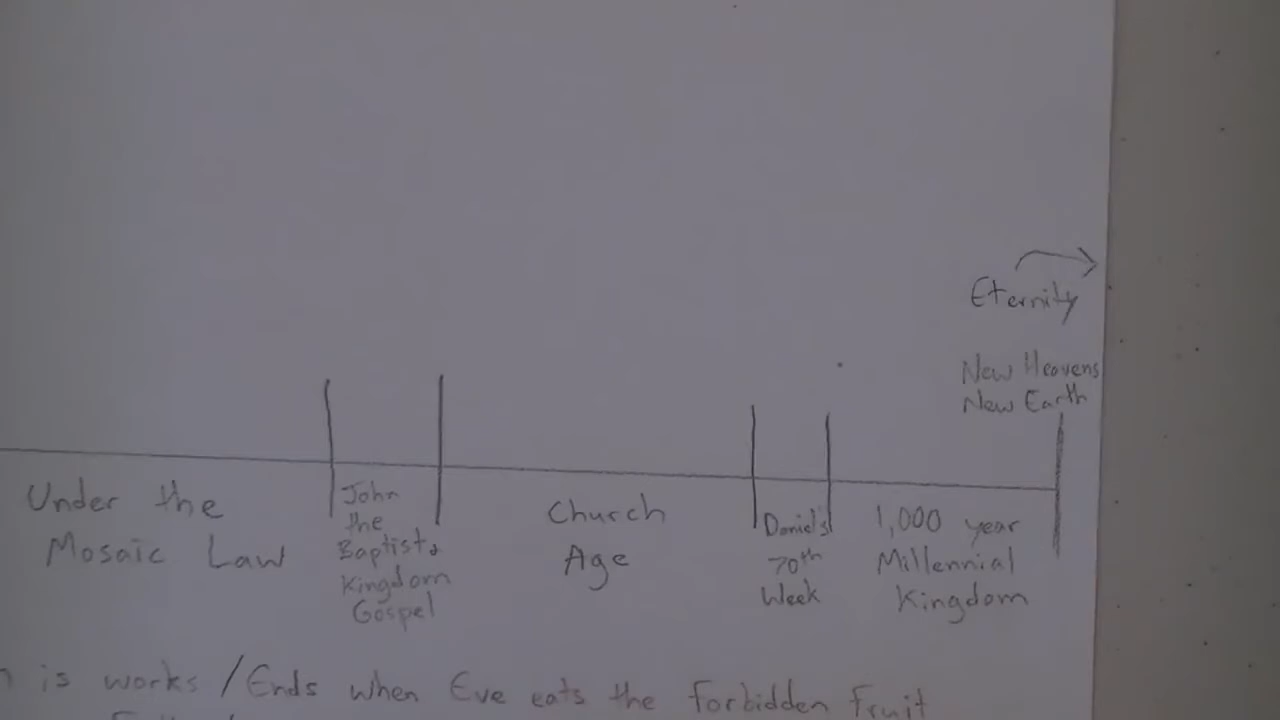 Eternity
New Heavens
New Earth
Under the
Mosaic Law
John
the
Baptist &
Kingdom
Gospel
Church
Age
Daniel's
70th
Week
1,000 year
Millennial
Kingdom
is works / Ends when Eve eats the forbidden fruit